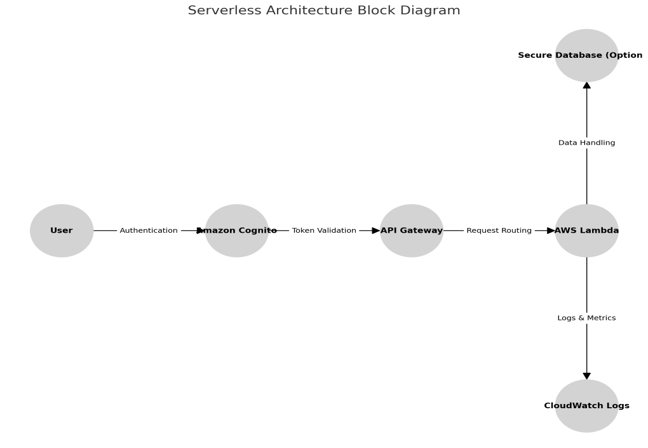 Serverless Architecture Block Diagram
Secure Database (Option
Data Handling
User
Authentication
Amazon Cognito
Token Validation
API Gateway
Request Routing
AWS Lambda
Logs & Metrics
CloudWatch Logs